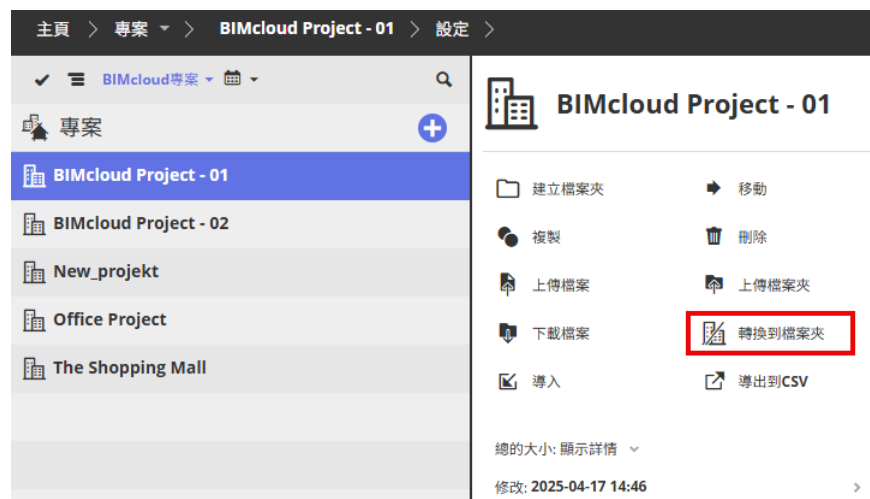 主頁 〉 專案 〉 BIMcloud Project - 01 〉 設定 〉
BIMcloud專案
專案
BIMcloud Project - 01
BIMcloud Project - 02
New_projekt
Office Project
The Shopping Mall
BIMcloud Project - 01
建立檔案夾 移動
複製 刪除
上傳檔案 上傳檔案夾
下載檔案 轉換到檔案夾
導入 導出到CSV
總的大小: 顯示詳情
修改: 2025-04-17 14:46